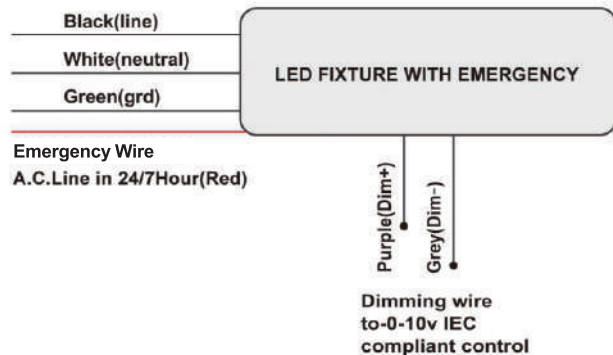 Black(line)
White(neutral)
Green(grd)
LED FIXTURE WITH EMERGENCY
Emergency Wire
A.C.Line in 24/7Hour(Red)
Purple(Dim+)
Grey(Dim-)
Dimming wire
to-0-10v IEC
compliant control